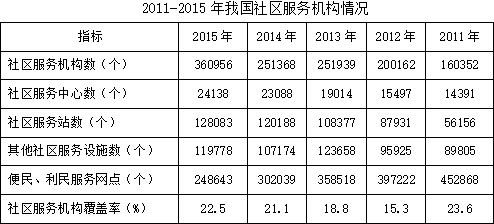 2011-2015 年我国社区服务机构情况
指标 2015 年 2014 年 2013 年 2012 年 2011 年
社区服务机构数（个） 360956 251368 251939 200162 160352
社区服务中心数（个） 24138 23088 19014 15497 14391
社区服务站数（个） 128083 120188 108377 87931 56156
其他社区服务设施数（个） 119778 107174 123658 95925 89805
便民、利民服务网点（个） 248643 302039 358518 397222 452868
社区服务机构覆盖率（%） 22.5 21.1 18.8 15.3 23.6